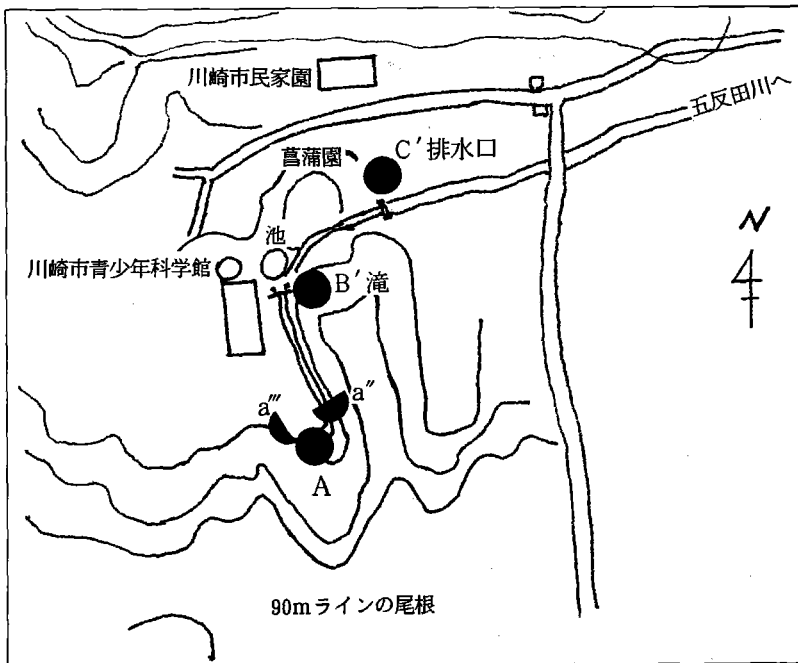 川崎市民家園
五反田川へ
菖蒲園
C′排水口
N
池
川崎市青少年科学館
B′滝
a‴
a″
A
90mラインの尾根